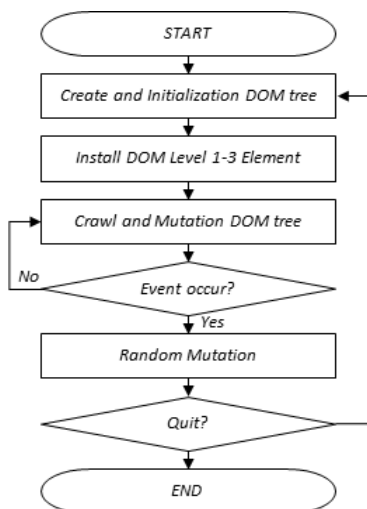 START
Create and Initialization DOM tree
Install DOM Level 1-3 Element
Crawl and Mutation DOM tree
No
Event occur?
Yes
Random Mutation
Quit?
END